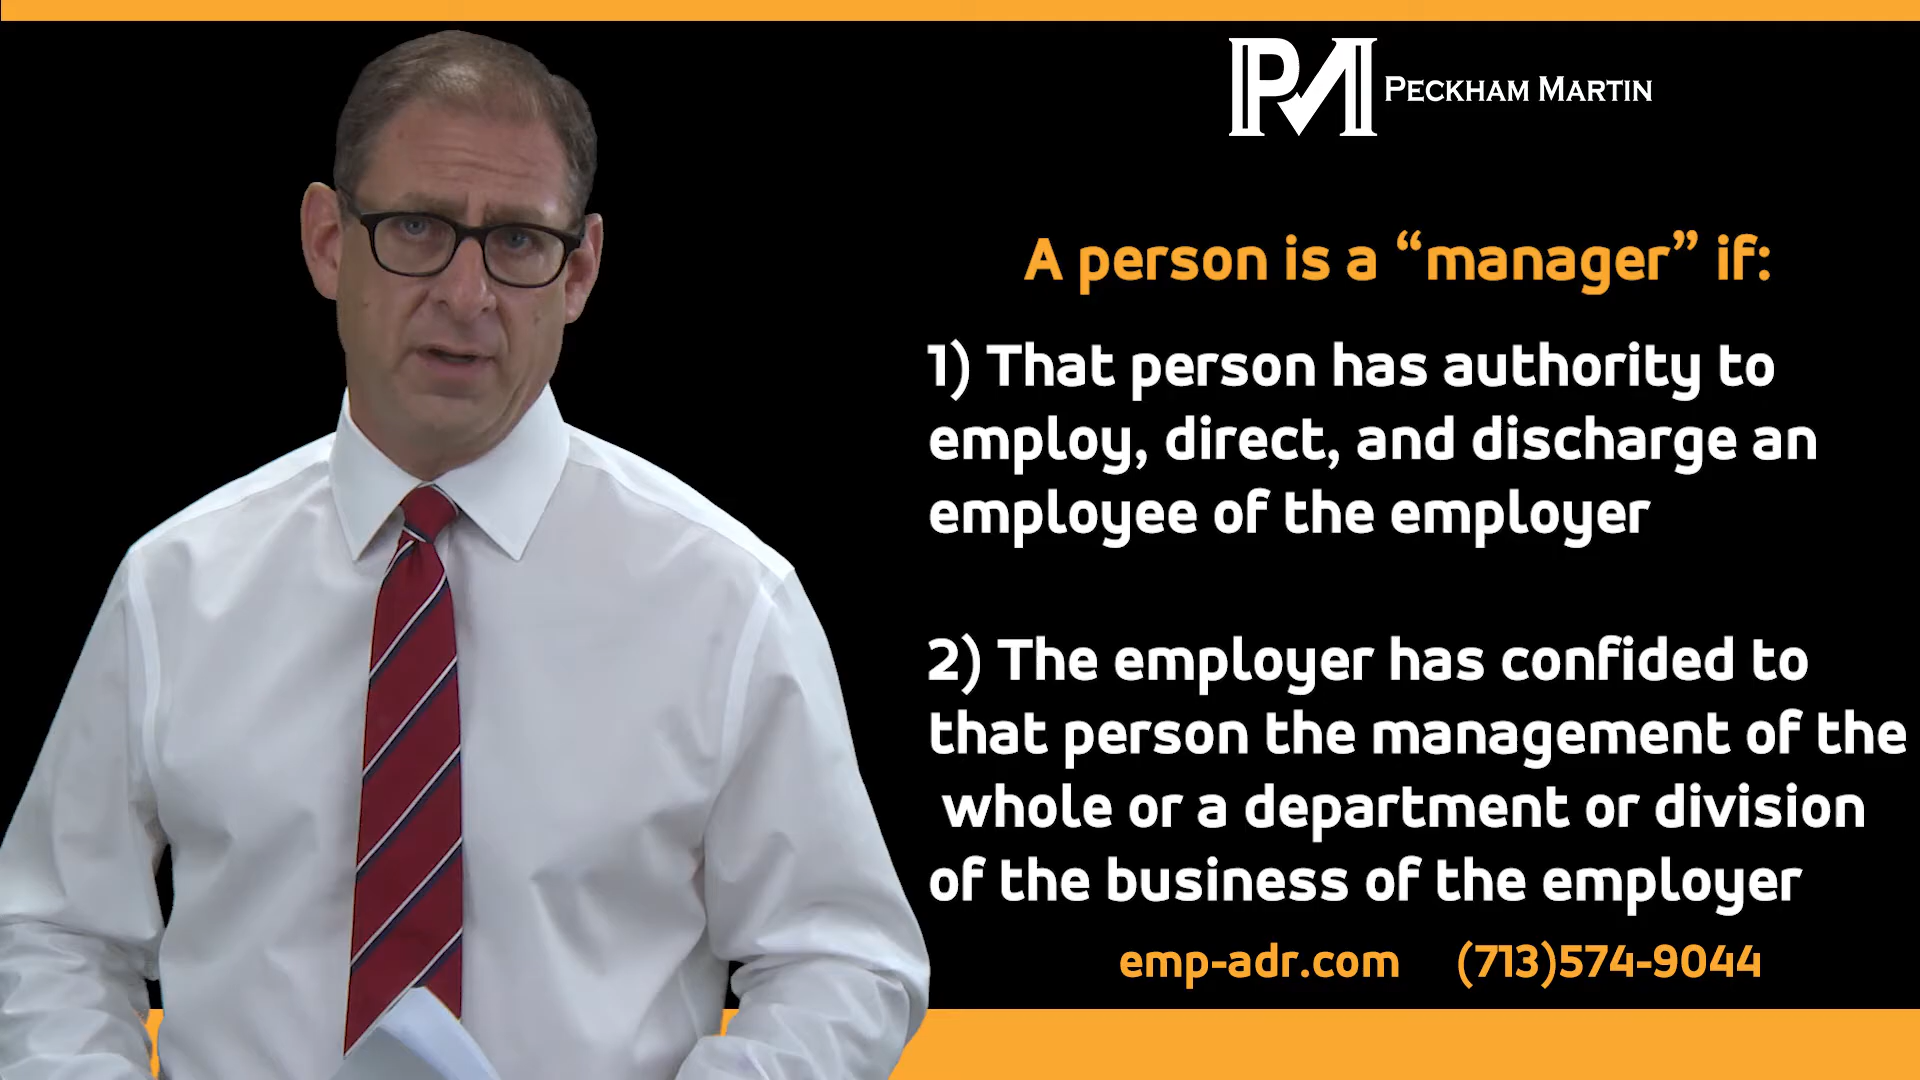 PM PECKHAM MARTIN
A person is a “manager” if:
1) That person has authority to
employ, direct, and discharge an
employee of the employer
2) The employer has confided to
that person the management of the
whole or a department or division
of the business of the employer
emp-adr.com (713)574-9044